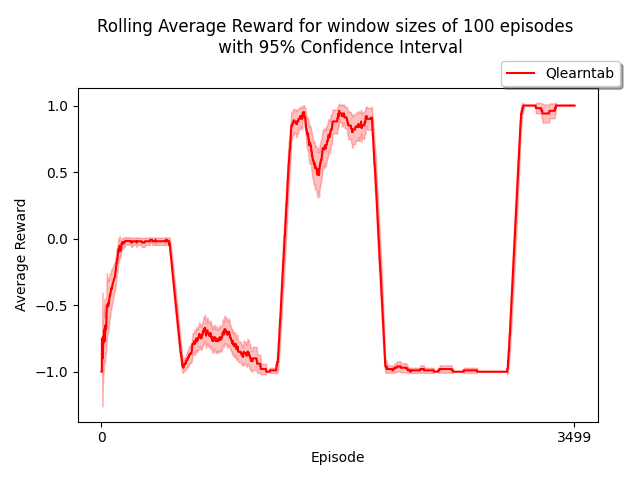 Rolling Average Reward for window sizes of 100 episodes
with 95% Confidence Interval
Qlearntab
1.0
0.5
0.0
−0.5
−1.0
Average Reward
0
3499
Episode